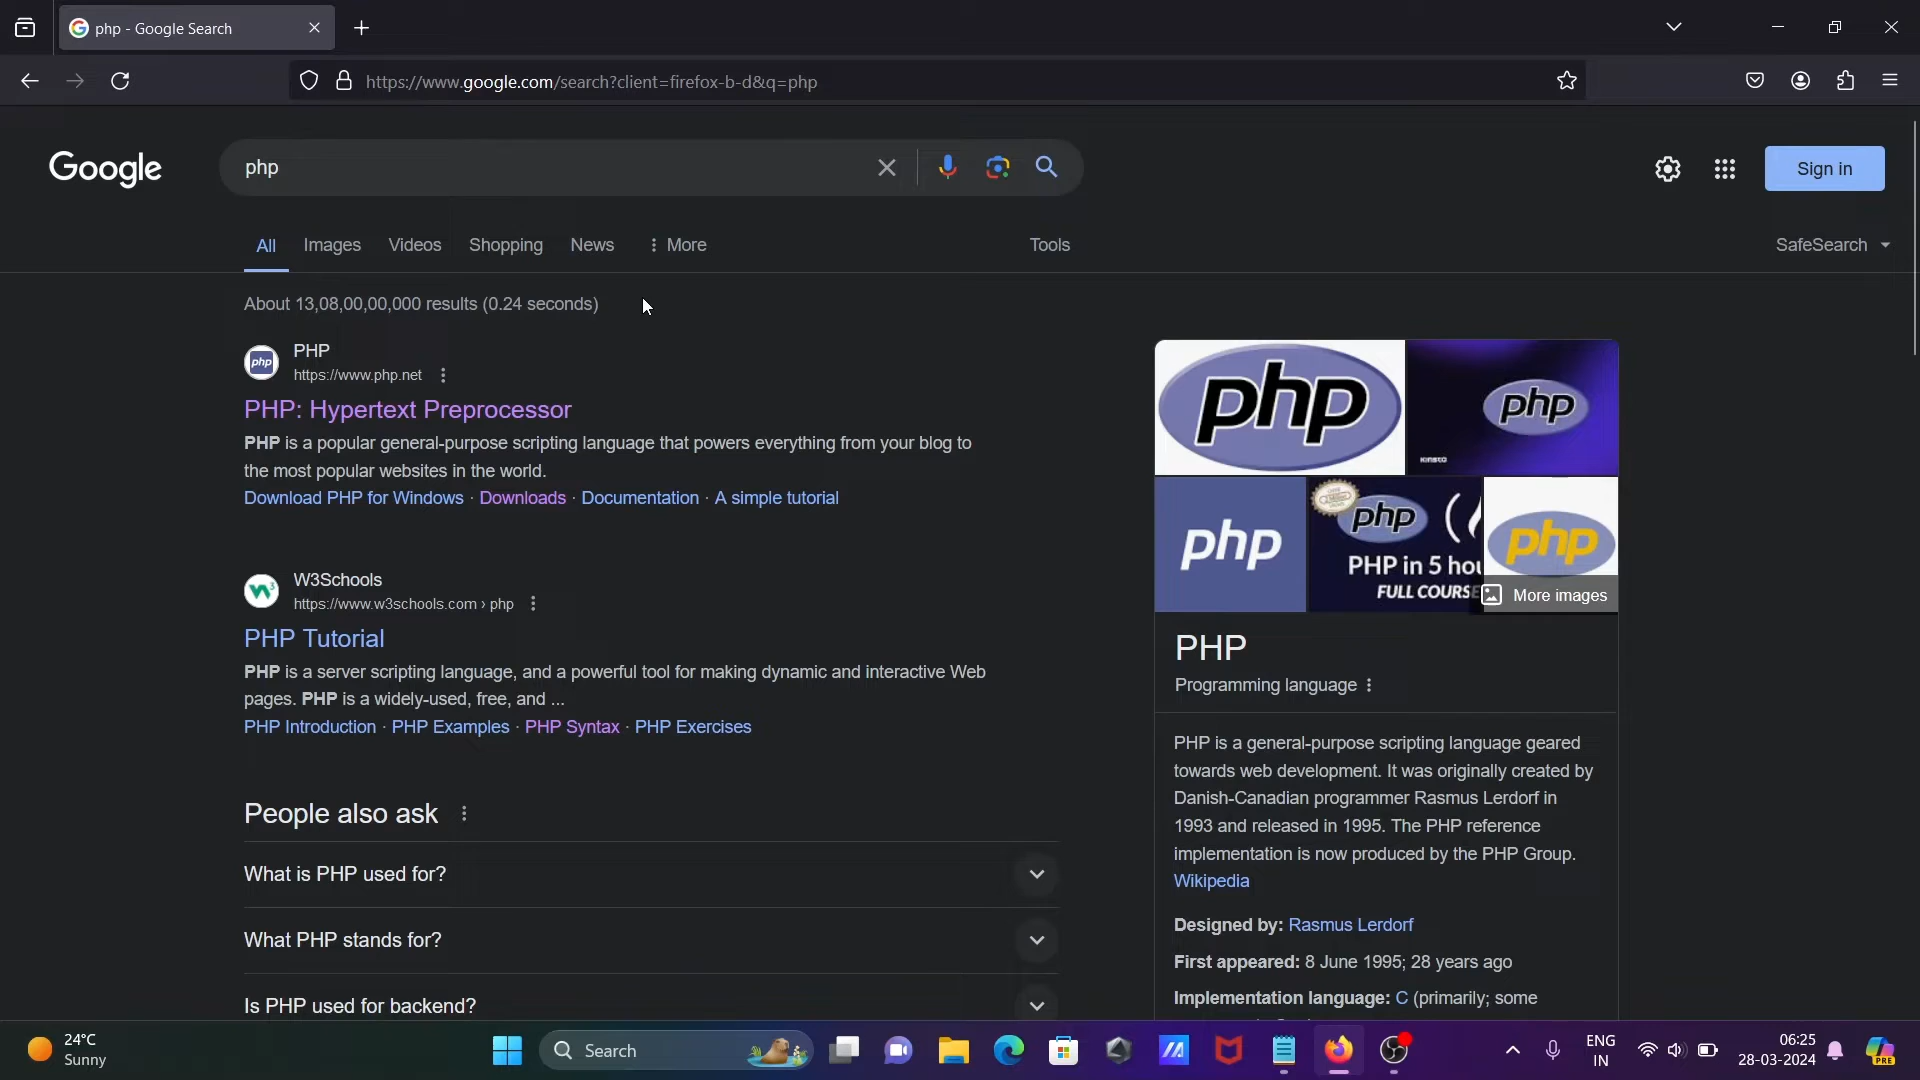 php - Google Search
https://www.google.com/search?client=firefox-b-d&q=php
Google
php
Sign in
All Images Videos Shopping News More Tools SafeSearch
About 13,08,00,00,000 results (0.24 seconds)
php
PHP
https://www.php.net
PHP: Hypertext Preprocessor
PHP is a popular general-purpose scripting language that powers everything from your blog to
the most popular websites in the world.
Download PHP for Windows · Downloads · Documentation · A simple tutorial
W3Schools
https://www.w3schools.com › php
PHP Tutorial
PHP is a server scripting language, and a powerful tool for making dynamic and interactive Web
pages. PHP is a widely-used, free, and ...
PHP Introduction · PHP Examples · PHP Syntax · PHP Exercises
People also ask
What is PHP used for?
What PHP stands for?
Is PHP used for backend?
php
php
KINSTA
php
php
PHP in 5 hou
FULL COURSE
php
More images
PHP
Programming language
PHP is a general-purpose scripting language geared
towards web development. It was originally created by
Danish-Canadian programmer Rasmus Lerdorf in
1993 and released in 1995. The PHP reference
implementation is now produced by the PHP Group.
Wikipedia
Designed by: Rasmus Lerdorf
First appeared: 8 June 1995; 28 years ago
Implementation language: C (primarily; some
24°C
Sunny
Search
ENG
IN
06:25
28-03-2024
PRE